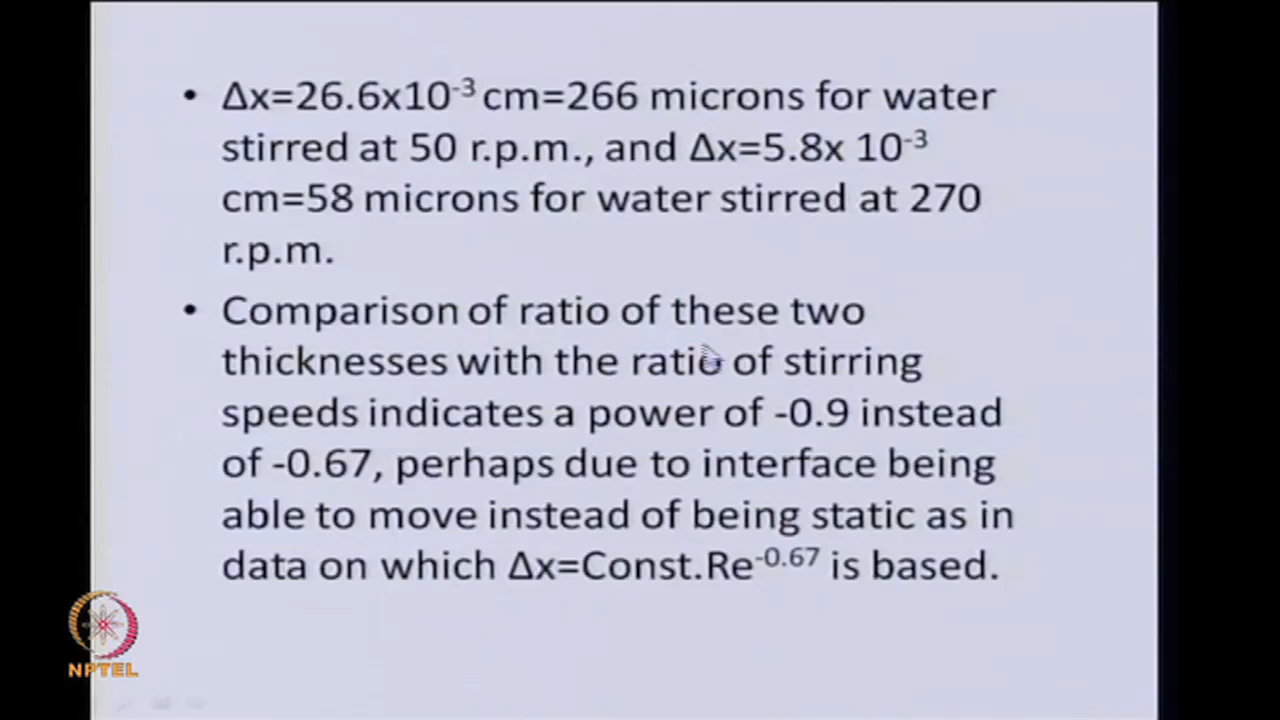 • Δx=26.6x10⁻³ cm=266 microns for water
stirred at 50 r.p.m., and Δx=5.8x 10⁻³
cm=58 microns for water stirred at 270
r.p.m.
• Comparison of ratio of these two
thicknesses with the ratio of stirring
speeds indicates a power of -0.9 instead
of -0.67, perhaps due to interface being
able to move instead of being static as in
data on which Δx=Const.Re⁻⁰·⁶⁷ is based.
NPTEL